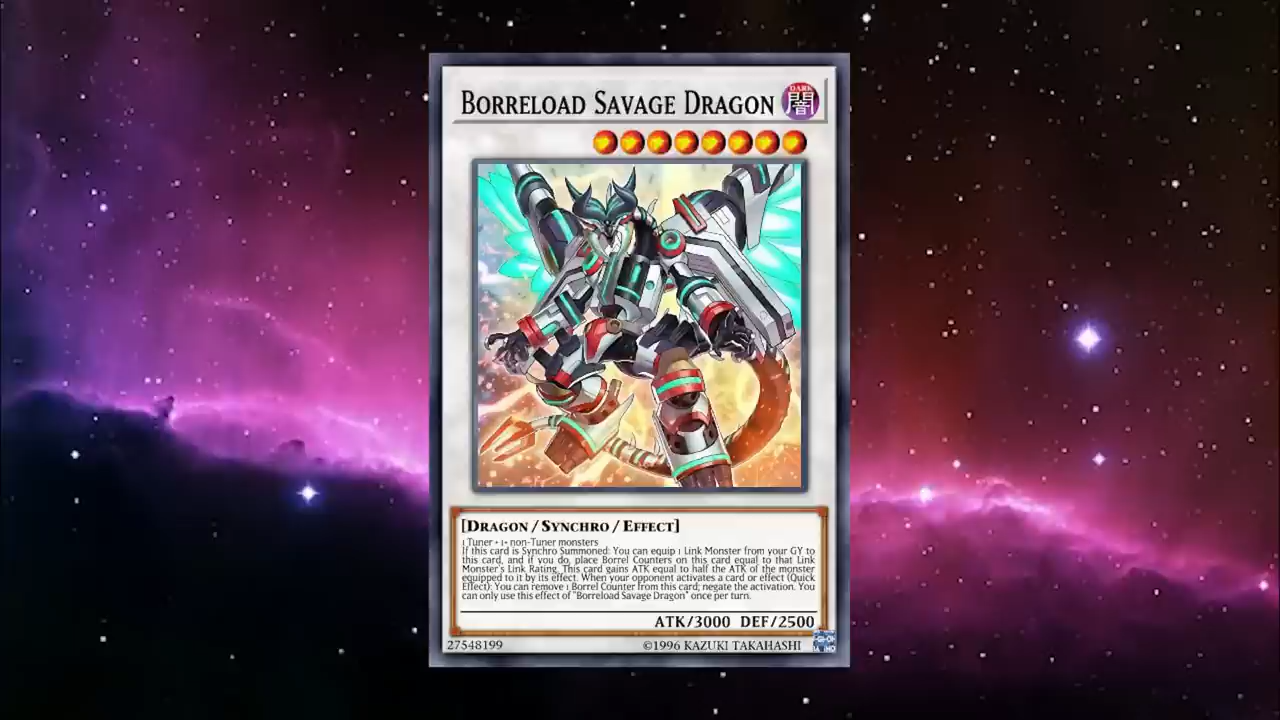 BORRELOAD SAVAGE DRAGON
DARK
闇
[DRAGON / SYNCHRO / EFFECT]
1 Tuner + 1+ non-Tuner monsters
If this card is Synchro Summoned: You can equip 1 Link Monster from your GY to
this card, and if you do, place Borrel Counters on this card equal to that Link
Monster's Link Rating. This card gains ATK equal to half the ATK of the monster
equipped to it by its effect. When your opponent activates a card or effect (Quick
Effect): You can remove 1 Borrel Counter from this card; negate the activation. You
can only use this effect of "Borreload Savage Dragon" once per turn.
ATK/3000 DEF/2500
27548199
©1996 KAZUKI TAKAHASHI